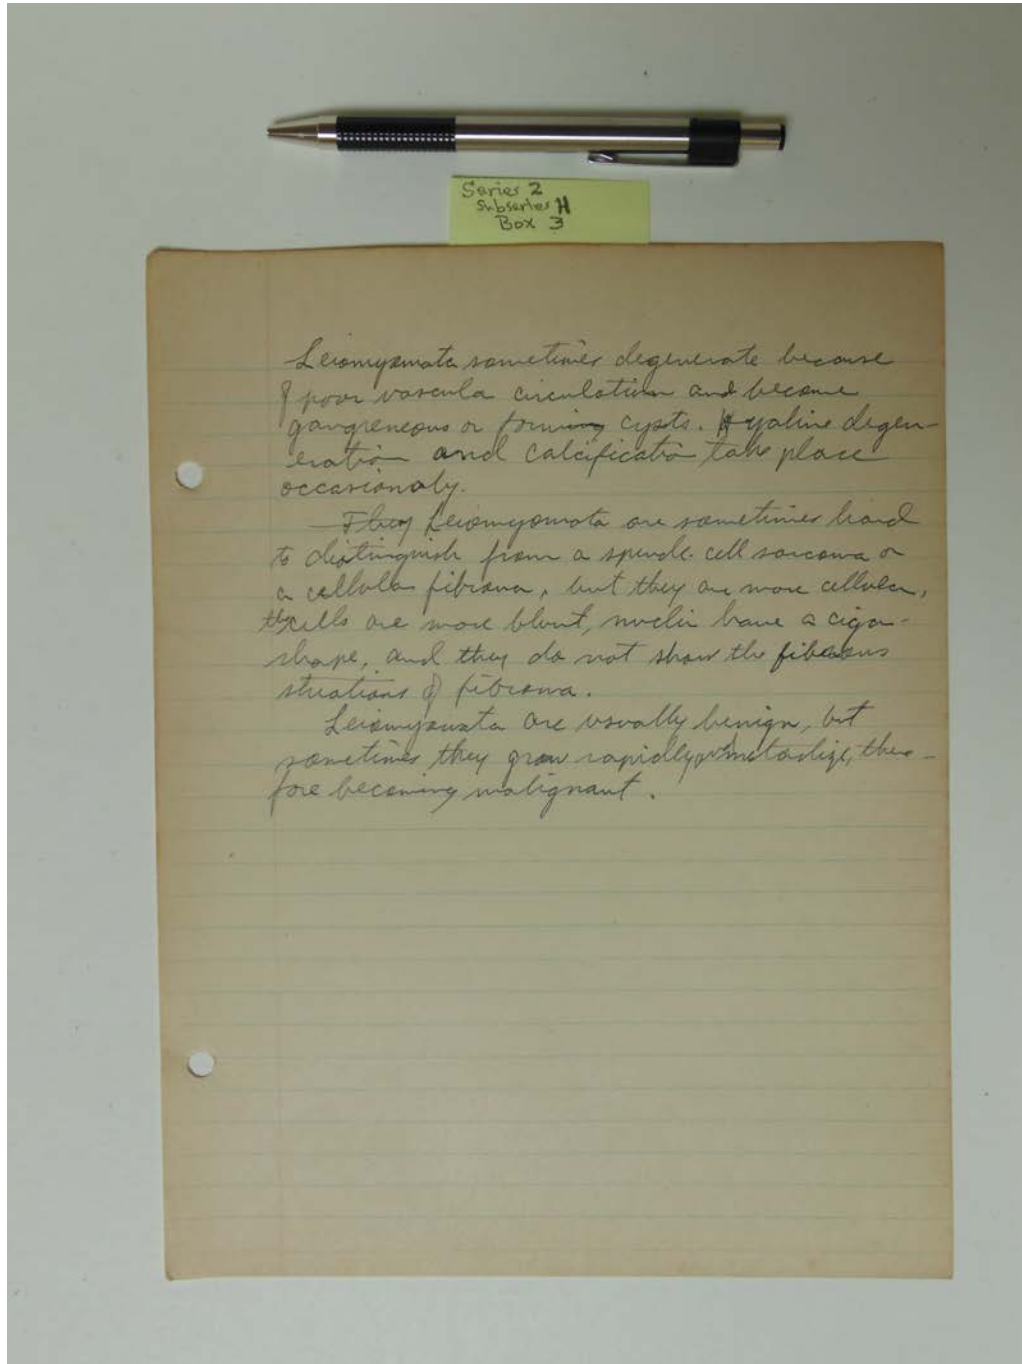 Series 2
Subseries H
Box 3
Leiomyomata sometimes degenerate because
of poor vascula circulation and become
gangreneous or forming cysts. Hyaline degen-
eration and calcification take place
occasionaly.
They Leiomyomata are sometimes hard
to distinguish from a spindle cell sarcoma or
a cellular fibroma, but they are more cellular,
the cells are more blunt, nuclei have a cigar-
shape, and they do not show the fibrous
striations of fibroma.
Leiomyomata are usually benign, but
sometimes they grow rapidly metastize, there-
fore becoming malignant.